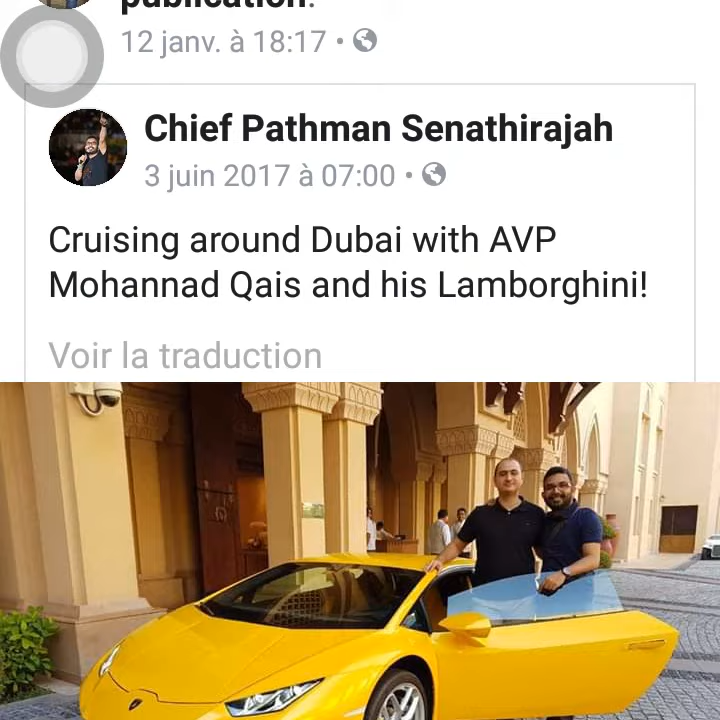 publication.
12 janv. à 18:17 •
Chief Pathman Senathirajah
3 juin 2017 à 07:00 •
Cruising around Dubai with AVP
Mohannad Qais and his Lamborghini!
Voir la traduction